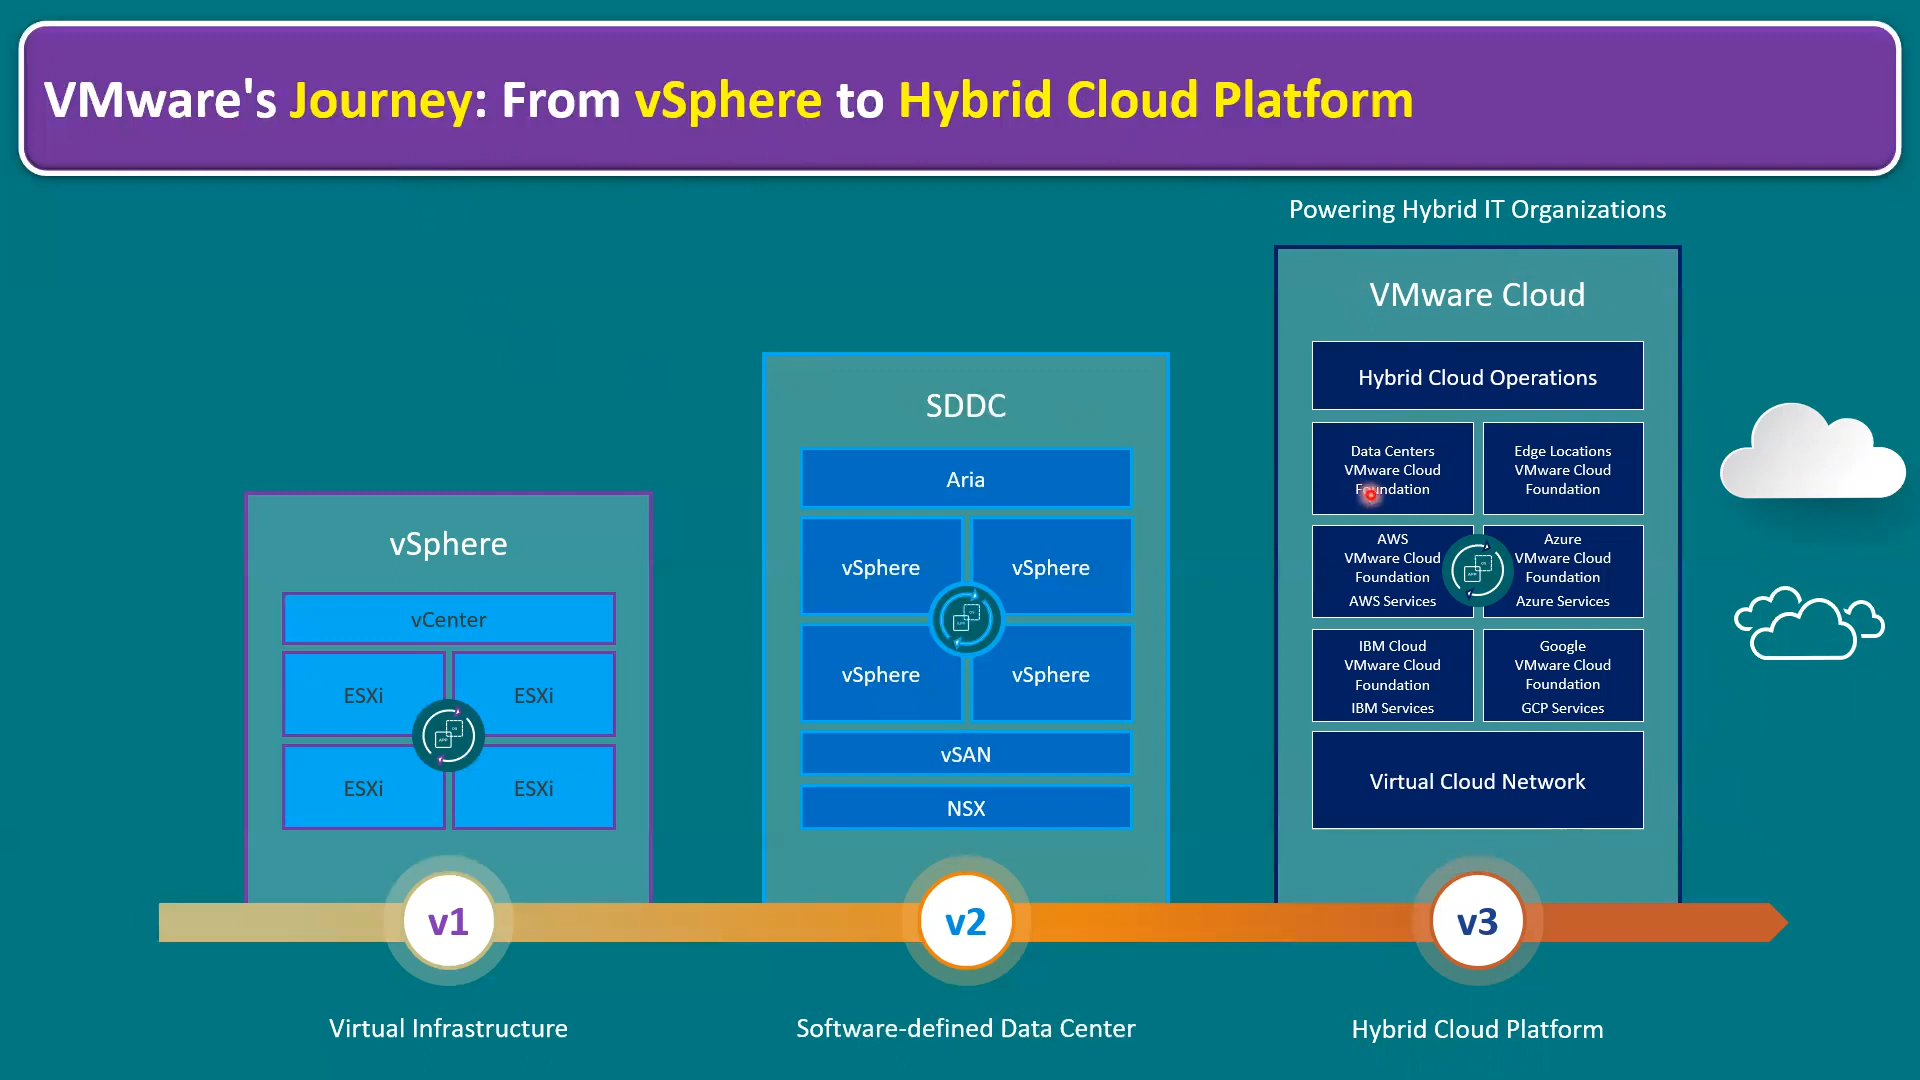 VMware's Journey: From vSphere to Hybrid Cloud Platform
Powering Hybrid IT Organizations
vSphere
vCenter
ESXi
ESXi
ESXi
ESXi
v1
Virtual Infrastructure
SDDC
Aria
vSphere
vSphere
vSphere
vSphere
vSAN
NSX
v2
Software-defined Data Center
VMware Cloud
Hybrid Cloud Operations
Data Centers
VMware Cloud
Foundation
Edge Locations
VMware Cloud
Foundation
AWS
VMware Cloud
Foundation
AWS Services
Azure
VMware Cloud
Foundation
Azure Services
IBM Cloud
VMware Cloud
Foundation
IBM Services
Google
VMware Cloud
Foundation
GCP Services
Virtual Cloud Network
v3
Hybrid Cloud Platform